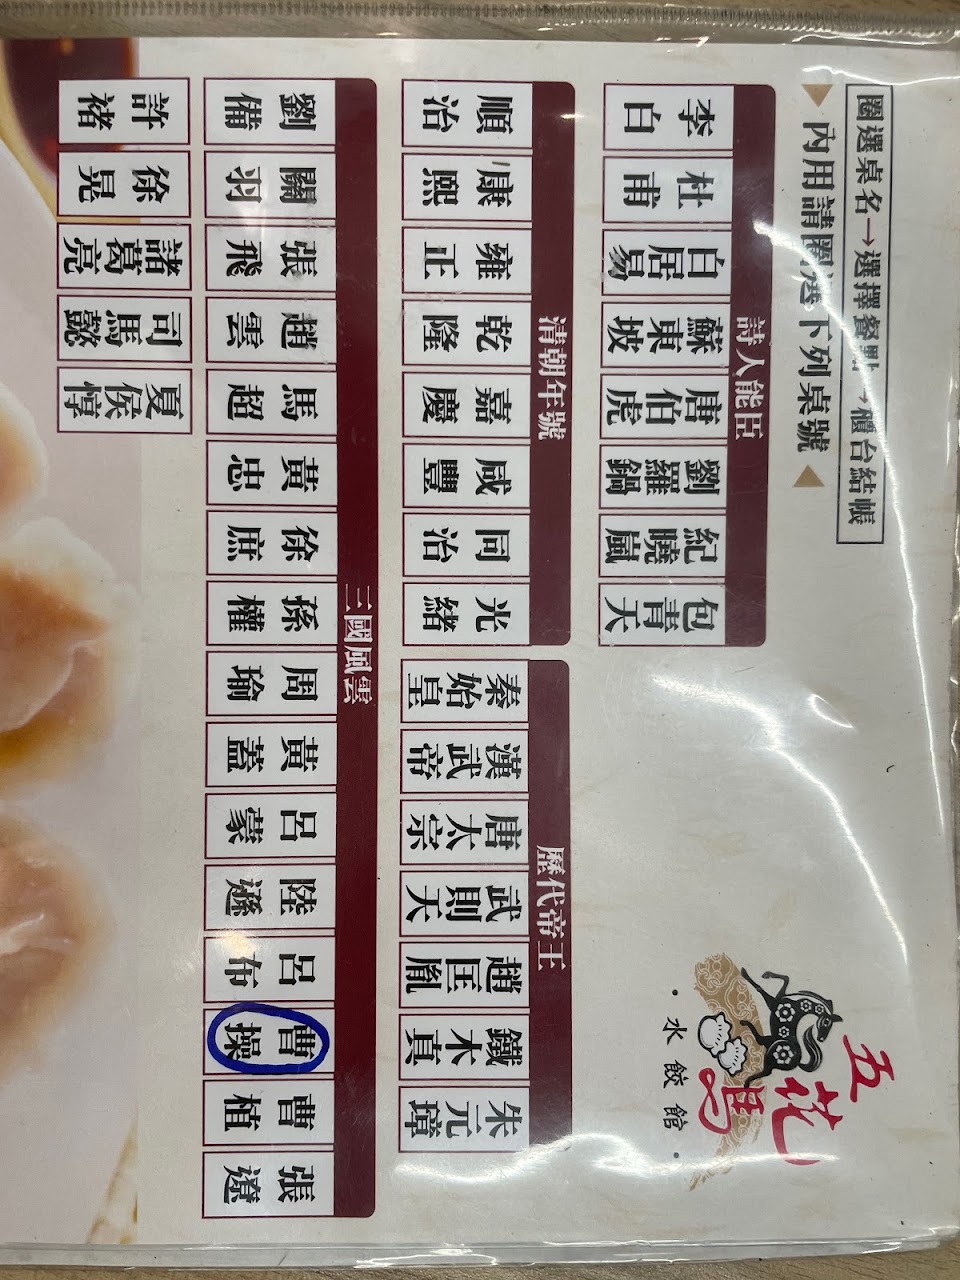 圈選桌名→選擇餐點→櫃台結帳
▶ 內用請圈選下列桌號 ◀
五花馬
·水餃館·
詩人能臣
李白
杜甫
白居易
蘇東坡
唐伯虎
劉羅鍋
紀曉嵐
包青天
清朝年號
順治
康熙
雍正
乾隆
嘉慶
咸豐
同治
光緒
歷代帝王
秦始皇
漢武帝
唐太宗
武則天
趙匡胤
鐵木真
朱元璋
三國風雲
劉備
關羽
張飛
趙雲
馬超
黃忠
徐庶
孫權
周瑜
黃蓋
呂蒙
陸遜
呂布
曹操
曹植
張遼
許褚
徐晃
諸葛亮
司馬懿
夏侯惇